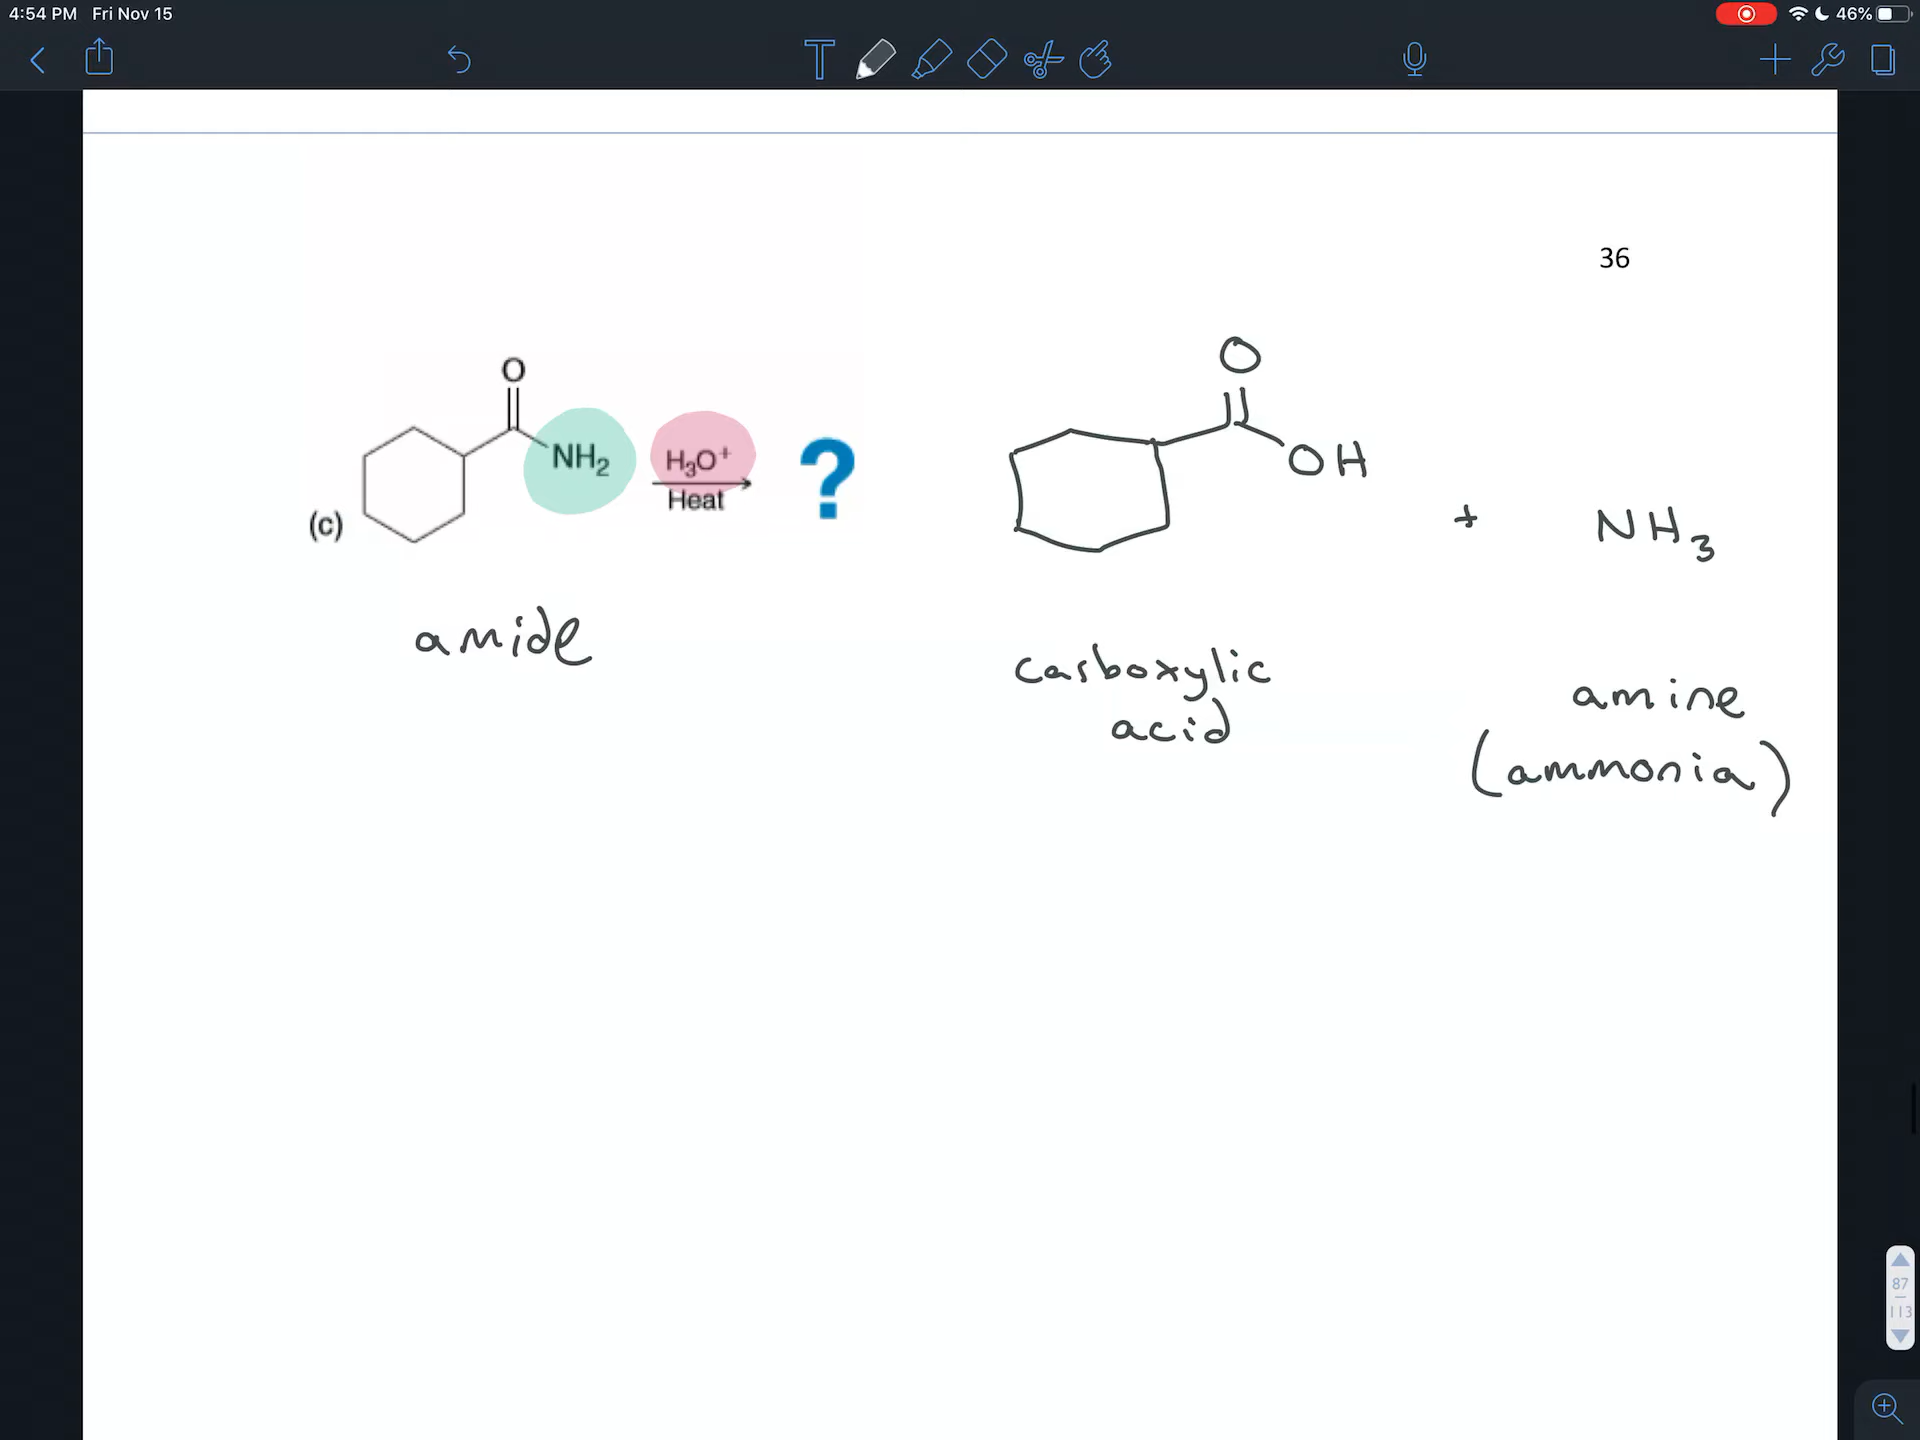 4:54 PM Fri Nov 15
46%
T
36
O
NH2
H3O+
Heat
?
(c)
O
OH
+
NH3
amide
carboxylic
acid
amine
(ammonia)
87
113